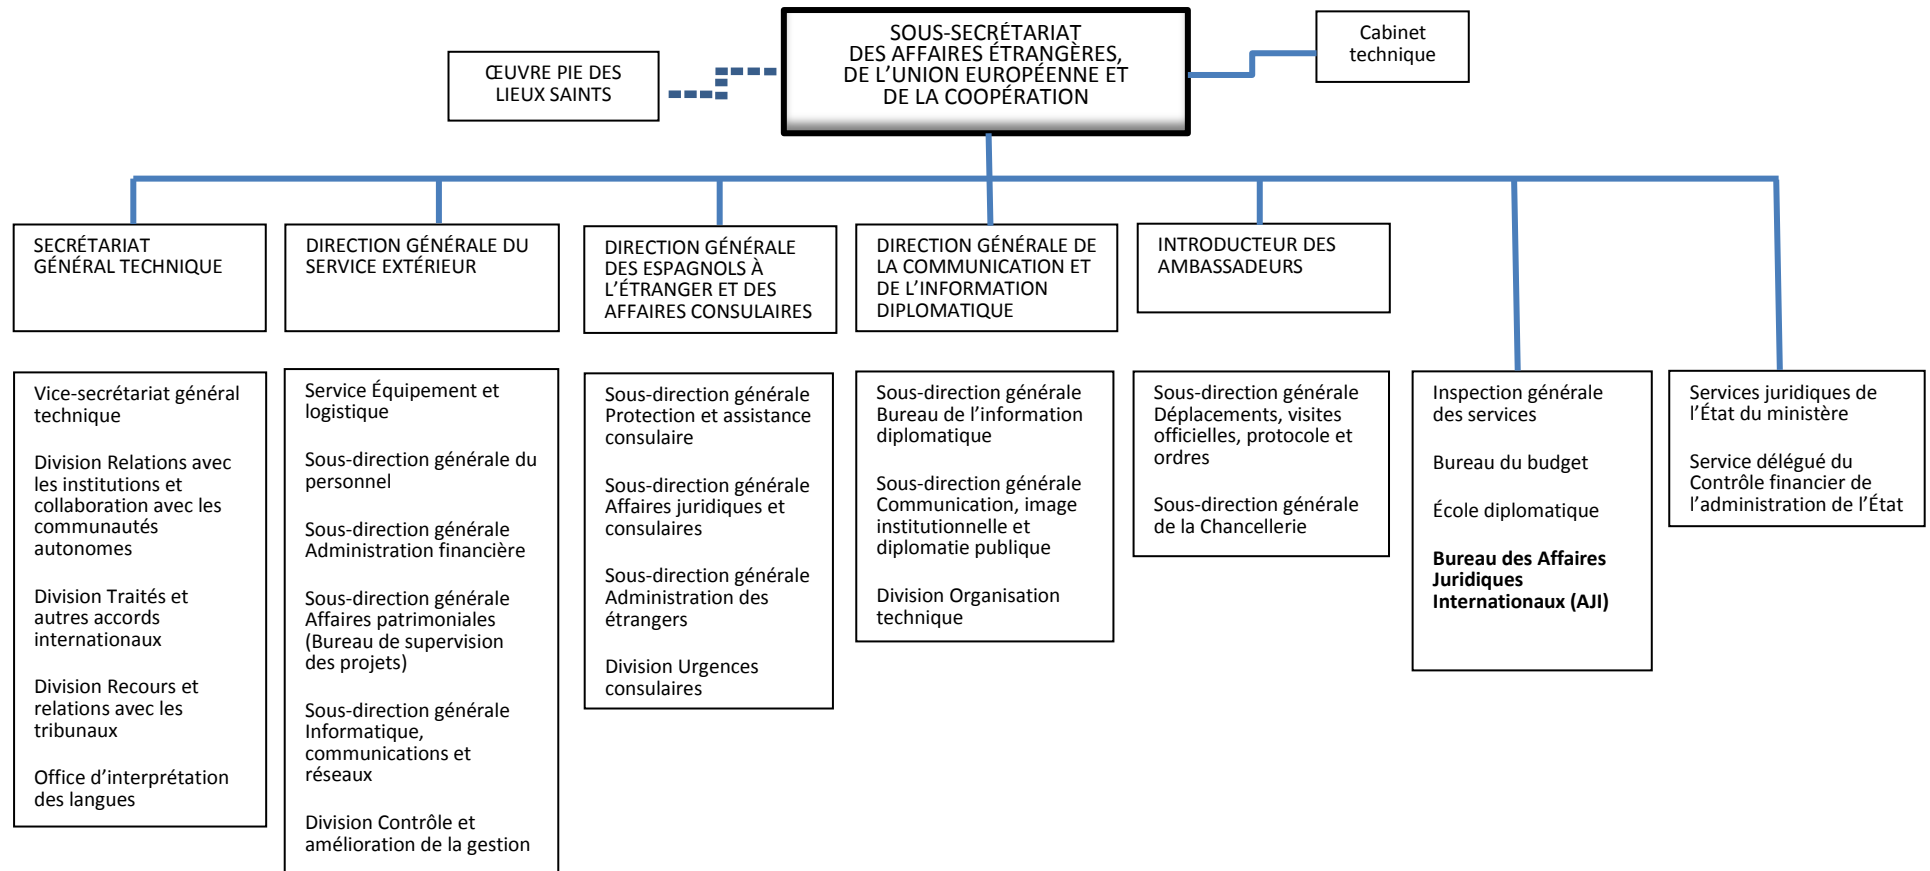 SOUS-SECRÉTARIAT
DES AFFAIRES ÉTRANGÈRES,
DE L’UNION EUROPÉENNE ET
DE LA COOPÉRATION
ŒUVRE PIE DES
LIEUX SAINTS
Cabinet
technique
SECRÉTARIAT
GÉNÉRAL TECHNIQUE
DIRECTION GÉNÉRALE DU
SERVICE EXTÉRIEUR
DIRECTION GÉNÉRALE
DES ESPAGNOLS À
L’ÉTRANGER ET DES
AFFAIRES CONSULAIRES
DIRECTION GÉNÉRALE DE
LA COMMUNICATION ET
DE L’INFORMATION
DIPLOMATIQUE
INTRODUCTEUR DES
AMBASSADEURS
Vice-secrétariat général
technique
Division Relations avec
les institutions et
collaboration avec les
communautés
autonomes
Division Traités et
autres accords
internationaux
Division Recours et
relations avec les
tribunaux
Office d’interprétation
des langues
Service Équipement et
logistique
Sous-direction générale du
personnel
Sous-direction générale
Administration financière
Sous-direction générale
Affaires patrimoniales
(Bureau de supervision
des projets)
Sous-direction générale
Informatique,
communications et
réseaux
Division Contrôle et
amélioration de la gestion
Sous-direction générale
Protection et assistance
consulaire
Sous-direction générale
Affaires juridiques et
consulaires
Sous-direction générale
Administration des
étrangers
Division Urgences
consulaires
Sous-direction générale
Bureau de l’information
diplomatique
Sous-direction générale
Communication, image
institutionnelle et
diplomatie publique
Division Organisation
technique
Sous-direction générale
Déplacements, visites
officielles, protocole et
ordres
Sous-direction générale
de la Chancellerie
Inspection générale
des services
Bureau du budget
École diplomatique
Bureau des Affaires
Juridiques
Internationaux (AJI)
Services juridiques de
l’État du ministère
Service délégué du
Contrôle financier de
l’administration de l’État